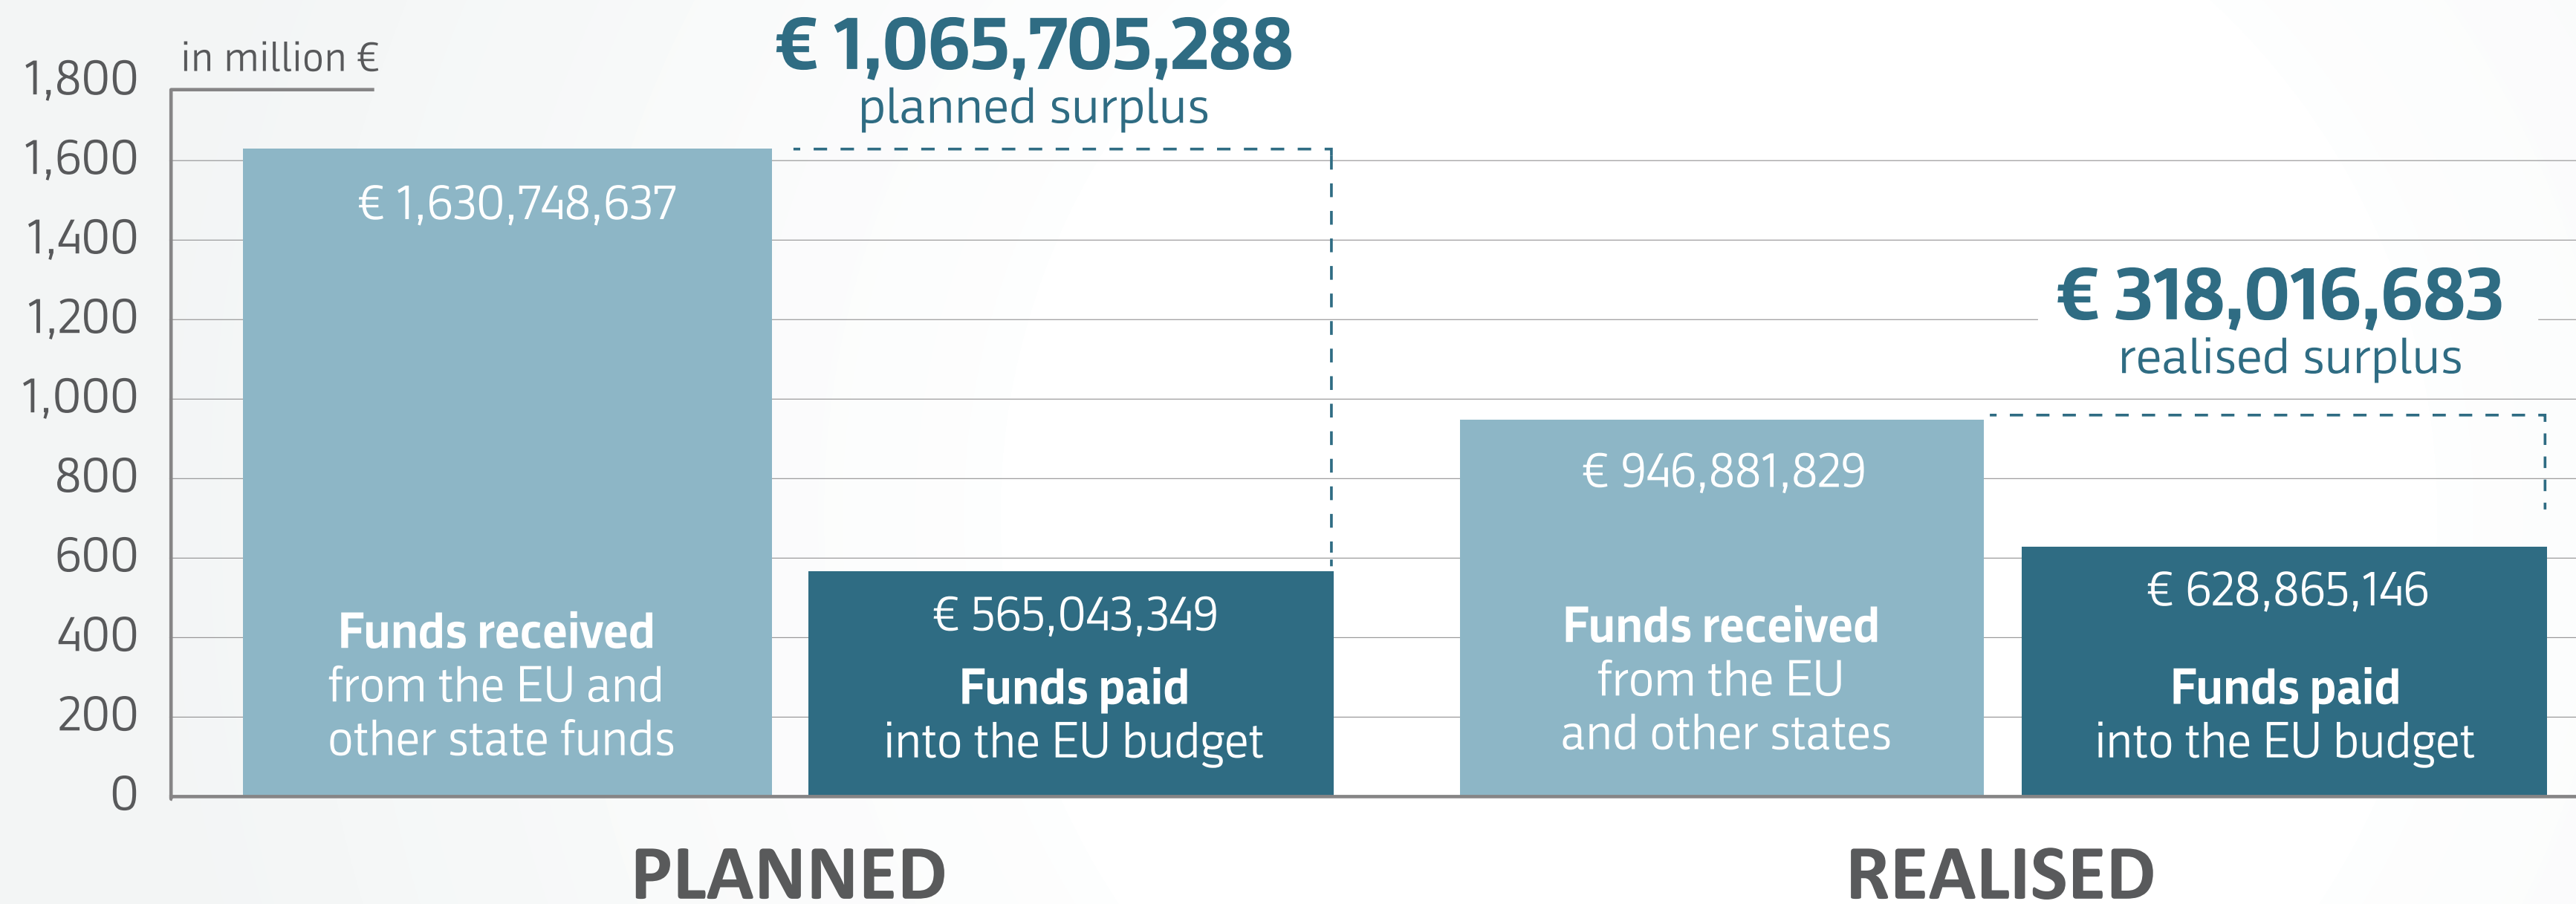 in million €
1,800
1,600
1,400
1,200
1,000
800
600
400
200
0
€ 1,065,705,288
planned surplus
€ 1,630,748,637
Funds received
from the EU and
other state funds
€ 565,043,349
Funds paid
into the EU budget
€ 318,016,683
realised surplus
€ 946,881,829
Funds received
from the EU
and other states
€ 628,865,146
Funds paid
into the EU budget
PLANNED
REALISED